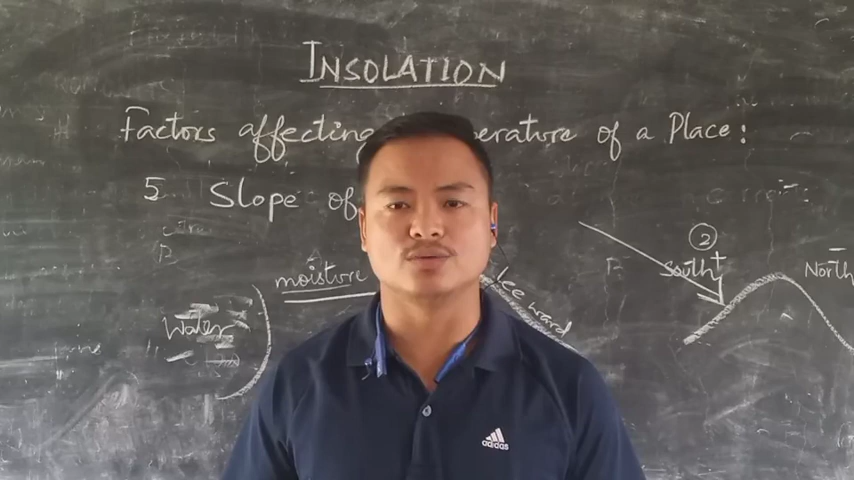 INSOLATION
Factors affecting erature of a Place:
5. Slope of
moisture
lee ward
Water
②
South
North
adidas